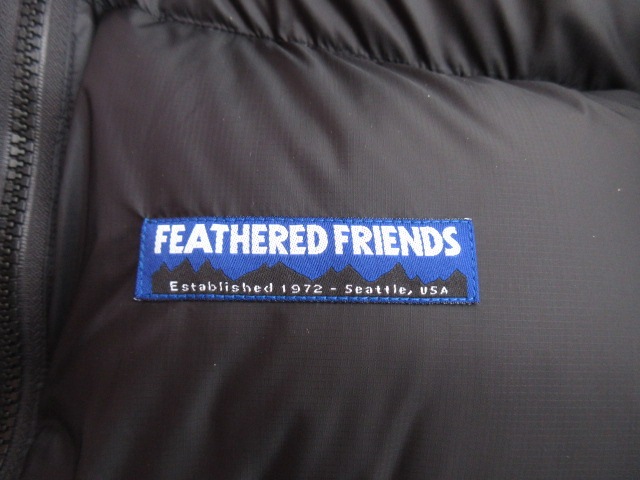 FEATHERED FRIENDS
Established 1972 - Seattle, USA